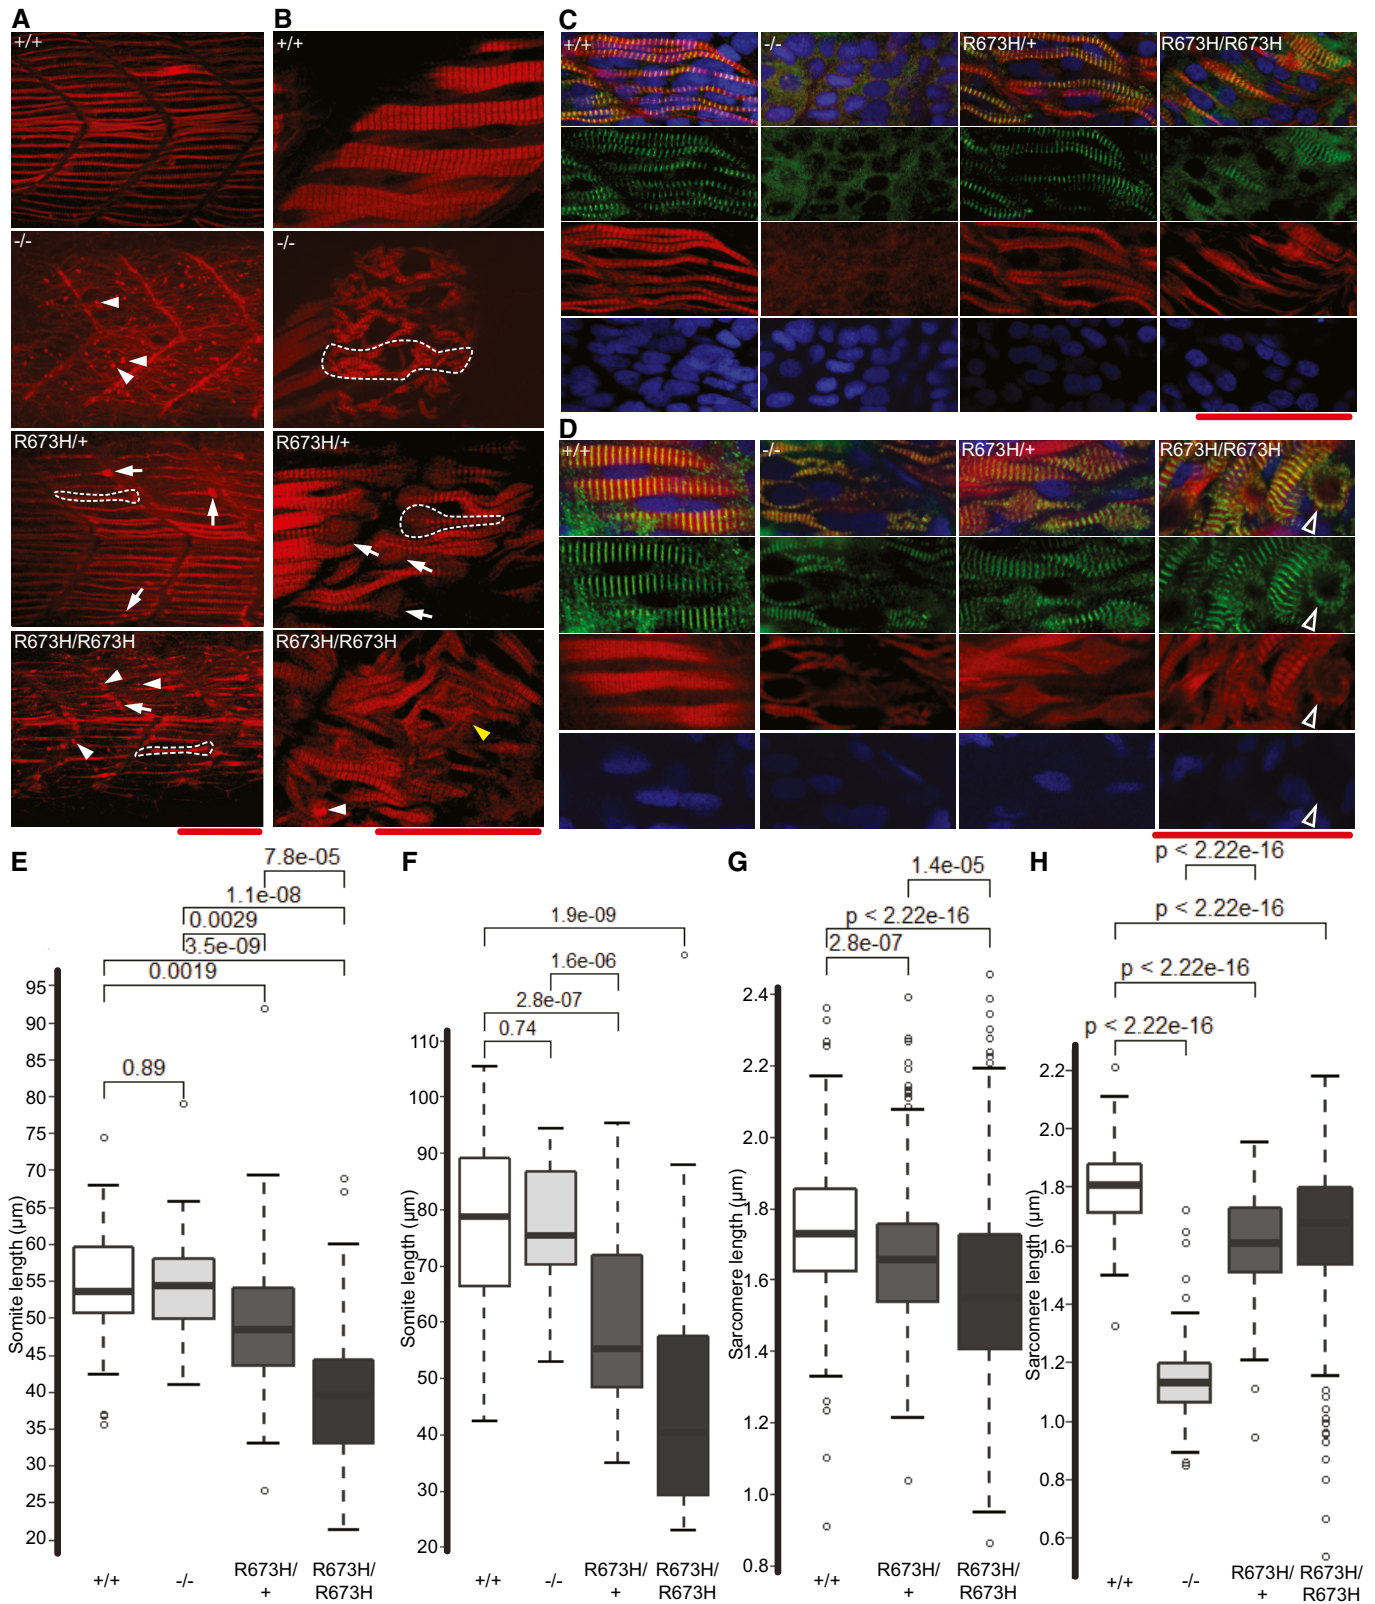 A
+/+
-/-
R673H/+
R673H/R673H
B
+/+
-/-
R673H/+
R673H/R673H
C
+/+
-/-
R673H/+
R673H/R673H
D
+/+
-/-
R673H/+
R673H/R673H
E
7.8e-05
1.1e-08
0.0029
3.5e-09
0.0019
0.89
Somite length (µm)
95
90
85
80
75
70
65
60
55
50
45
40
35
30
25
20
+/+
-/-
R673H/
+
R673H/
R673H
F
1.9e-09
1.6e-06
2.8e-07
0.74
Somite length (µm)
110
100
90
80
70
60
50
40
30
20
+/+
-/-
R673H/
+
R673H/
R673H
G
1.4e-05
p < 2.22e-16
2.8e-07
Sarcomere length (µm)
2.4
2.2
2.0
1.8
1.6
1.4
1.2
1.0
0.8
+/+
R673H/
+
R673H/
R673H
H
p < 2.22e-16
p < 2.22e-16
p < 2.22e-16
p < 2.22e-16
Sarcomere length (µm)
2.2
2.0
1.8
1.6
1.4
1.2
1.0
0.8
0.6
+/+
-/-
R673H/
+
R673H/
R673H